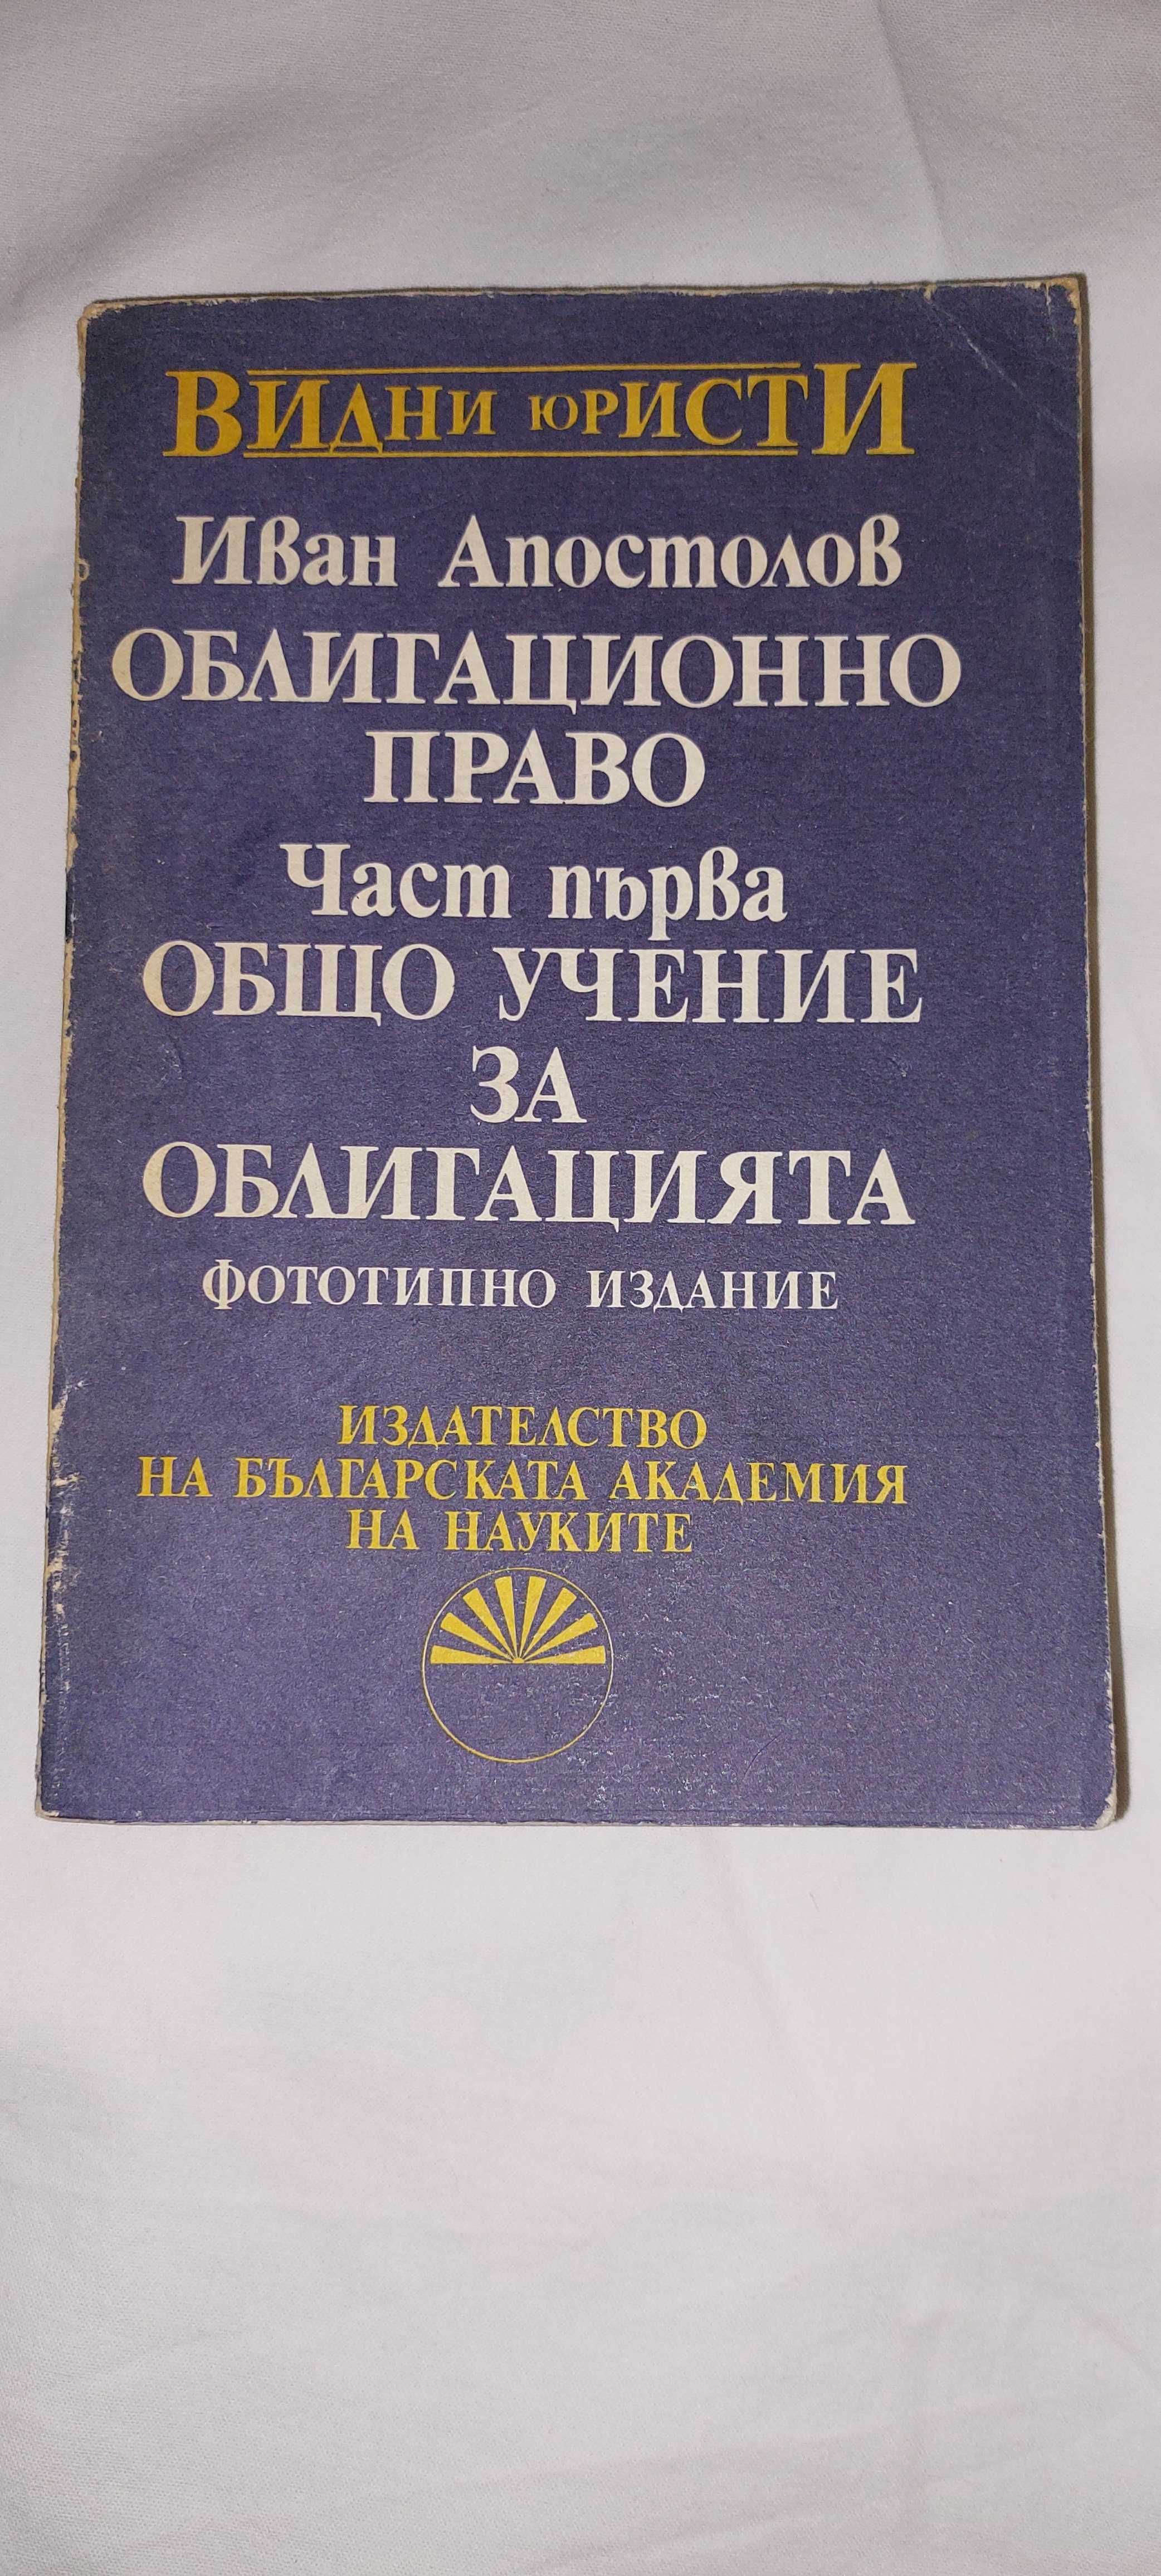 ВИДНИ ЮРИСТИ
Иван Апостолов
ОБЛИГАЦИОННО
ПРАВО
Част първа
ОБЩО УЧЕНИЕ
ЗА
ОБЛИГАЦИЯТА
ФОТОТИПНО ИЗДАНИЕ
ИЗДАТЕЛСТВО
НА БЪЛГАРСКАТА АКАДЕМИЯ
НА НАУКИТЕ